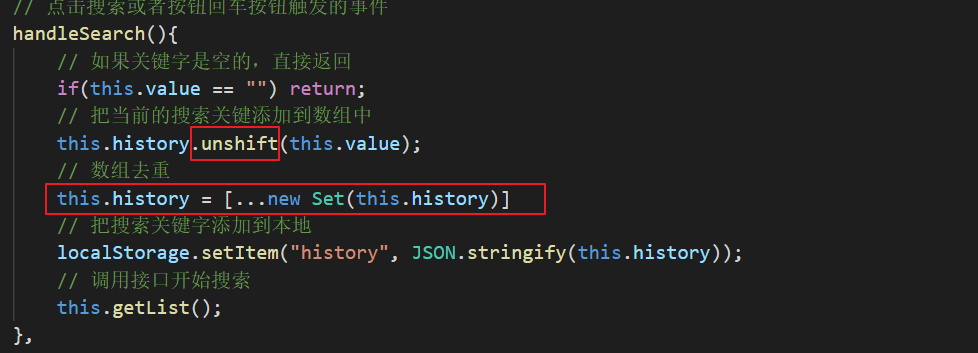 // 点击搜索或者按钮回车按钮触发的事件
handleSearch(){
// 如果关键字是空的，直接返回
if(this.value == "") return;
// 把当前的搜索关键添加到数组中
this.history.unshift(this.value);
// 数组去重
this.history = [...new Set(this.history)]
// 把搜索关键字添加到本地
localStorage.setItem("history", JSON.stringify(this.history));
// 调用接口开始搜索
this.getList();
},